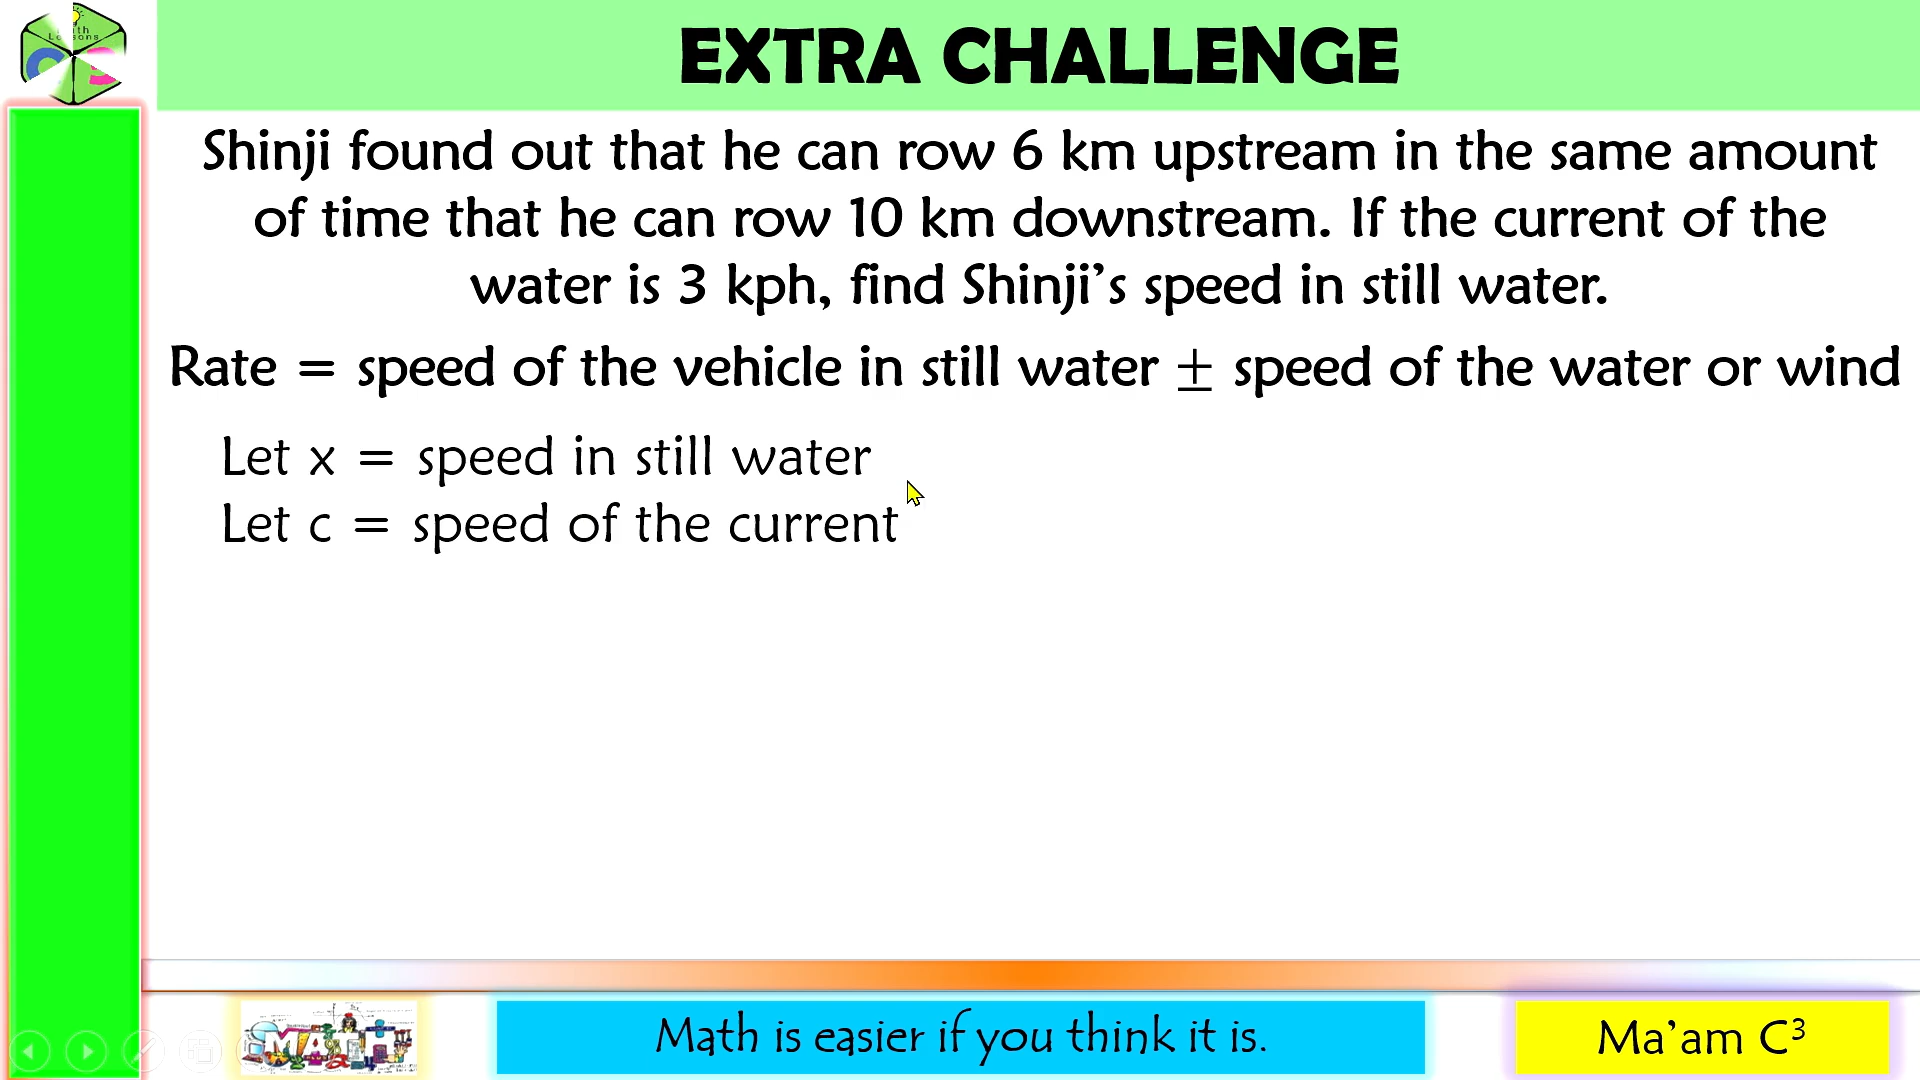 EXTRA CHALLENGE
Shinji found out that he can row 6 km upstream in the same amount
of time that he can row 10 km downstream. If the current of the
water is 3 kph, find Shinji’s speed in still water.
Rate = speed of the vehicle in still water ± speed of the water or wind
Let x = speed in still water
Let c = speed of the current
MATH
Math is easier if you think it is.
Ma’am C³